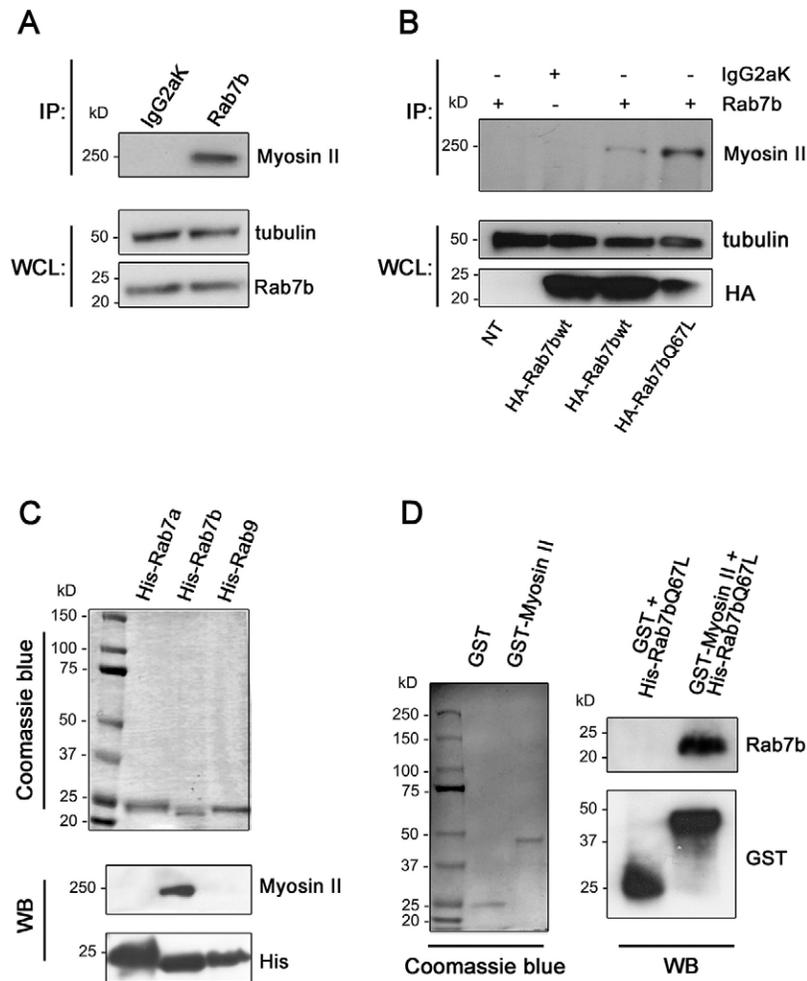 A
IP:
kD
IgG2aK
Rab7b
250
Myosin II
WCL:
50
tubulin
25
20
Rab7b
B
IP:
kD
- + - - IgG2aK
+ - + + Rab7b
250
Myosin II
WCL:
50
tubulin
25
20
HA
NT
HA-Rab7bwt
HA-Rab7bwt
HA-Rab7bQ67L
C
kD
His-Rab7a
His-Rab7b
His-Rab9
Coomassie blue
150
100
75
50
37
25
20
WB
250
Myosin II
25
His
D
kD
GST
GST-Myosin II
250
150
100
75
50
37
25
20
Coomassie blue
kD
GST +
His-Rab7bQ67L
GST-Myosin II +
His-Rab7bQ67L
25
20
Rab7b
50
37
25
GST
WB